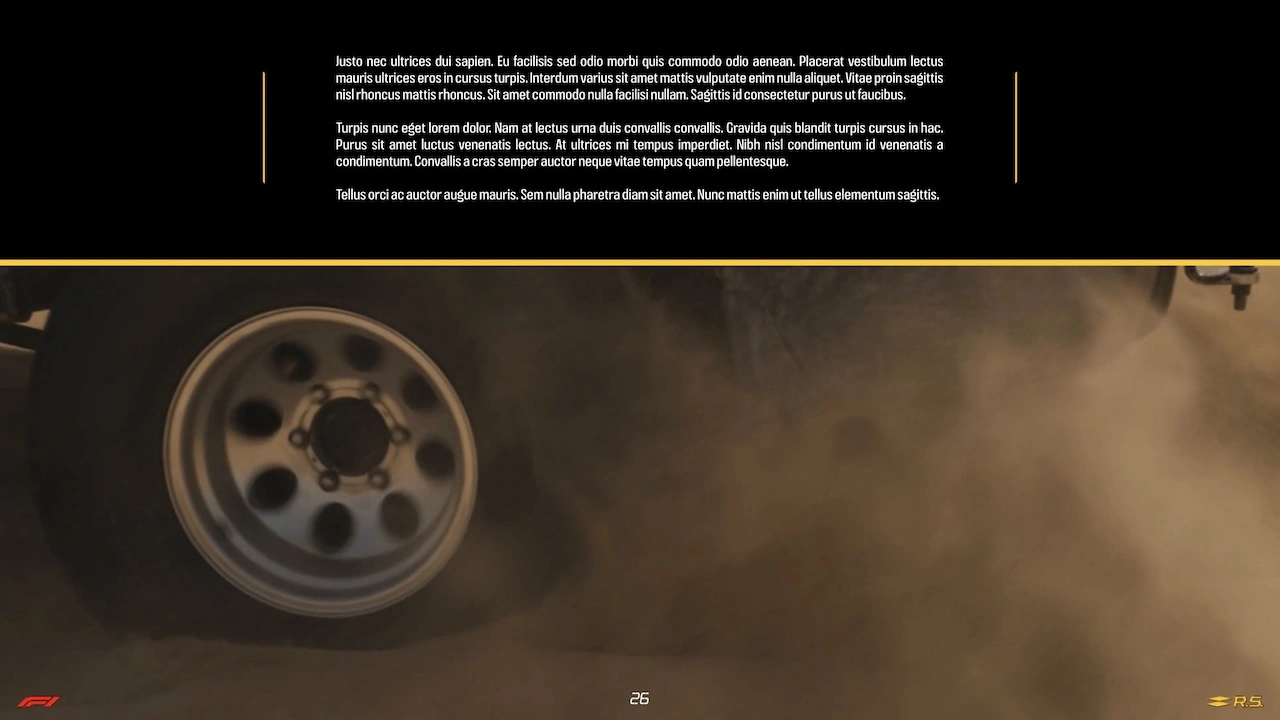 Justo nec ultrices dui sapien. Eu facilisis sed odio morbi quis commodo odio aenean. Placerat vestibulum lectus
mauris ultrices eros in cursus turpis. Interdum varius sit amet mattis vulputate enim nulla aliquet. Vitae proin sagittis
nisl rhoncus mattis rhoncus. Sit amet commodo nulla facilisi nullam. Sagittis id consectetur purus ut faucibus.
Turpis nunc eget lorem dolor. Nam at lectus urna duis convallis convallis. Gravida quis blandit turpis cursus in hac.
Purus sit amet luctus venenatis lectus. At ultrices mi tempus imperdiet. Nibh nisl condimentum id venenatis a
condimentum. Convallis a cras semper auctor neque vitae tempus quam pellentesque.
Tellus orci ac auctor augue mauris. Sem nulla pharetra diam sit amet. Nunc mattis enim ut tellus elementum sagittis.
F1
26
R.S.